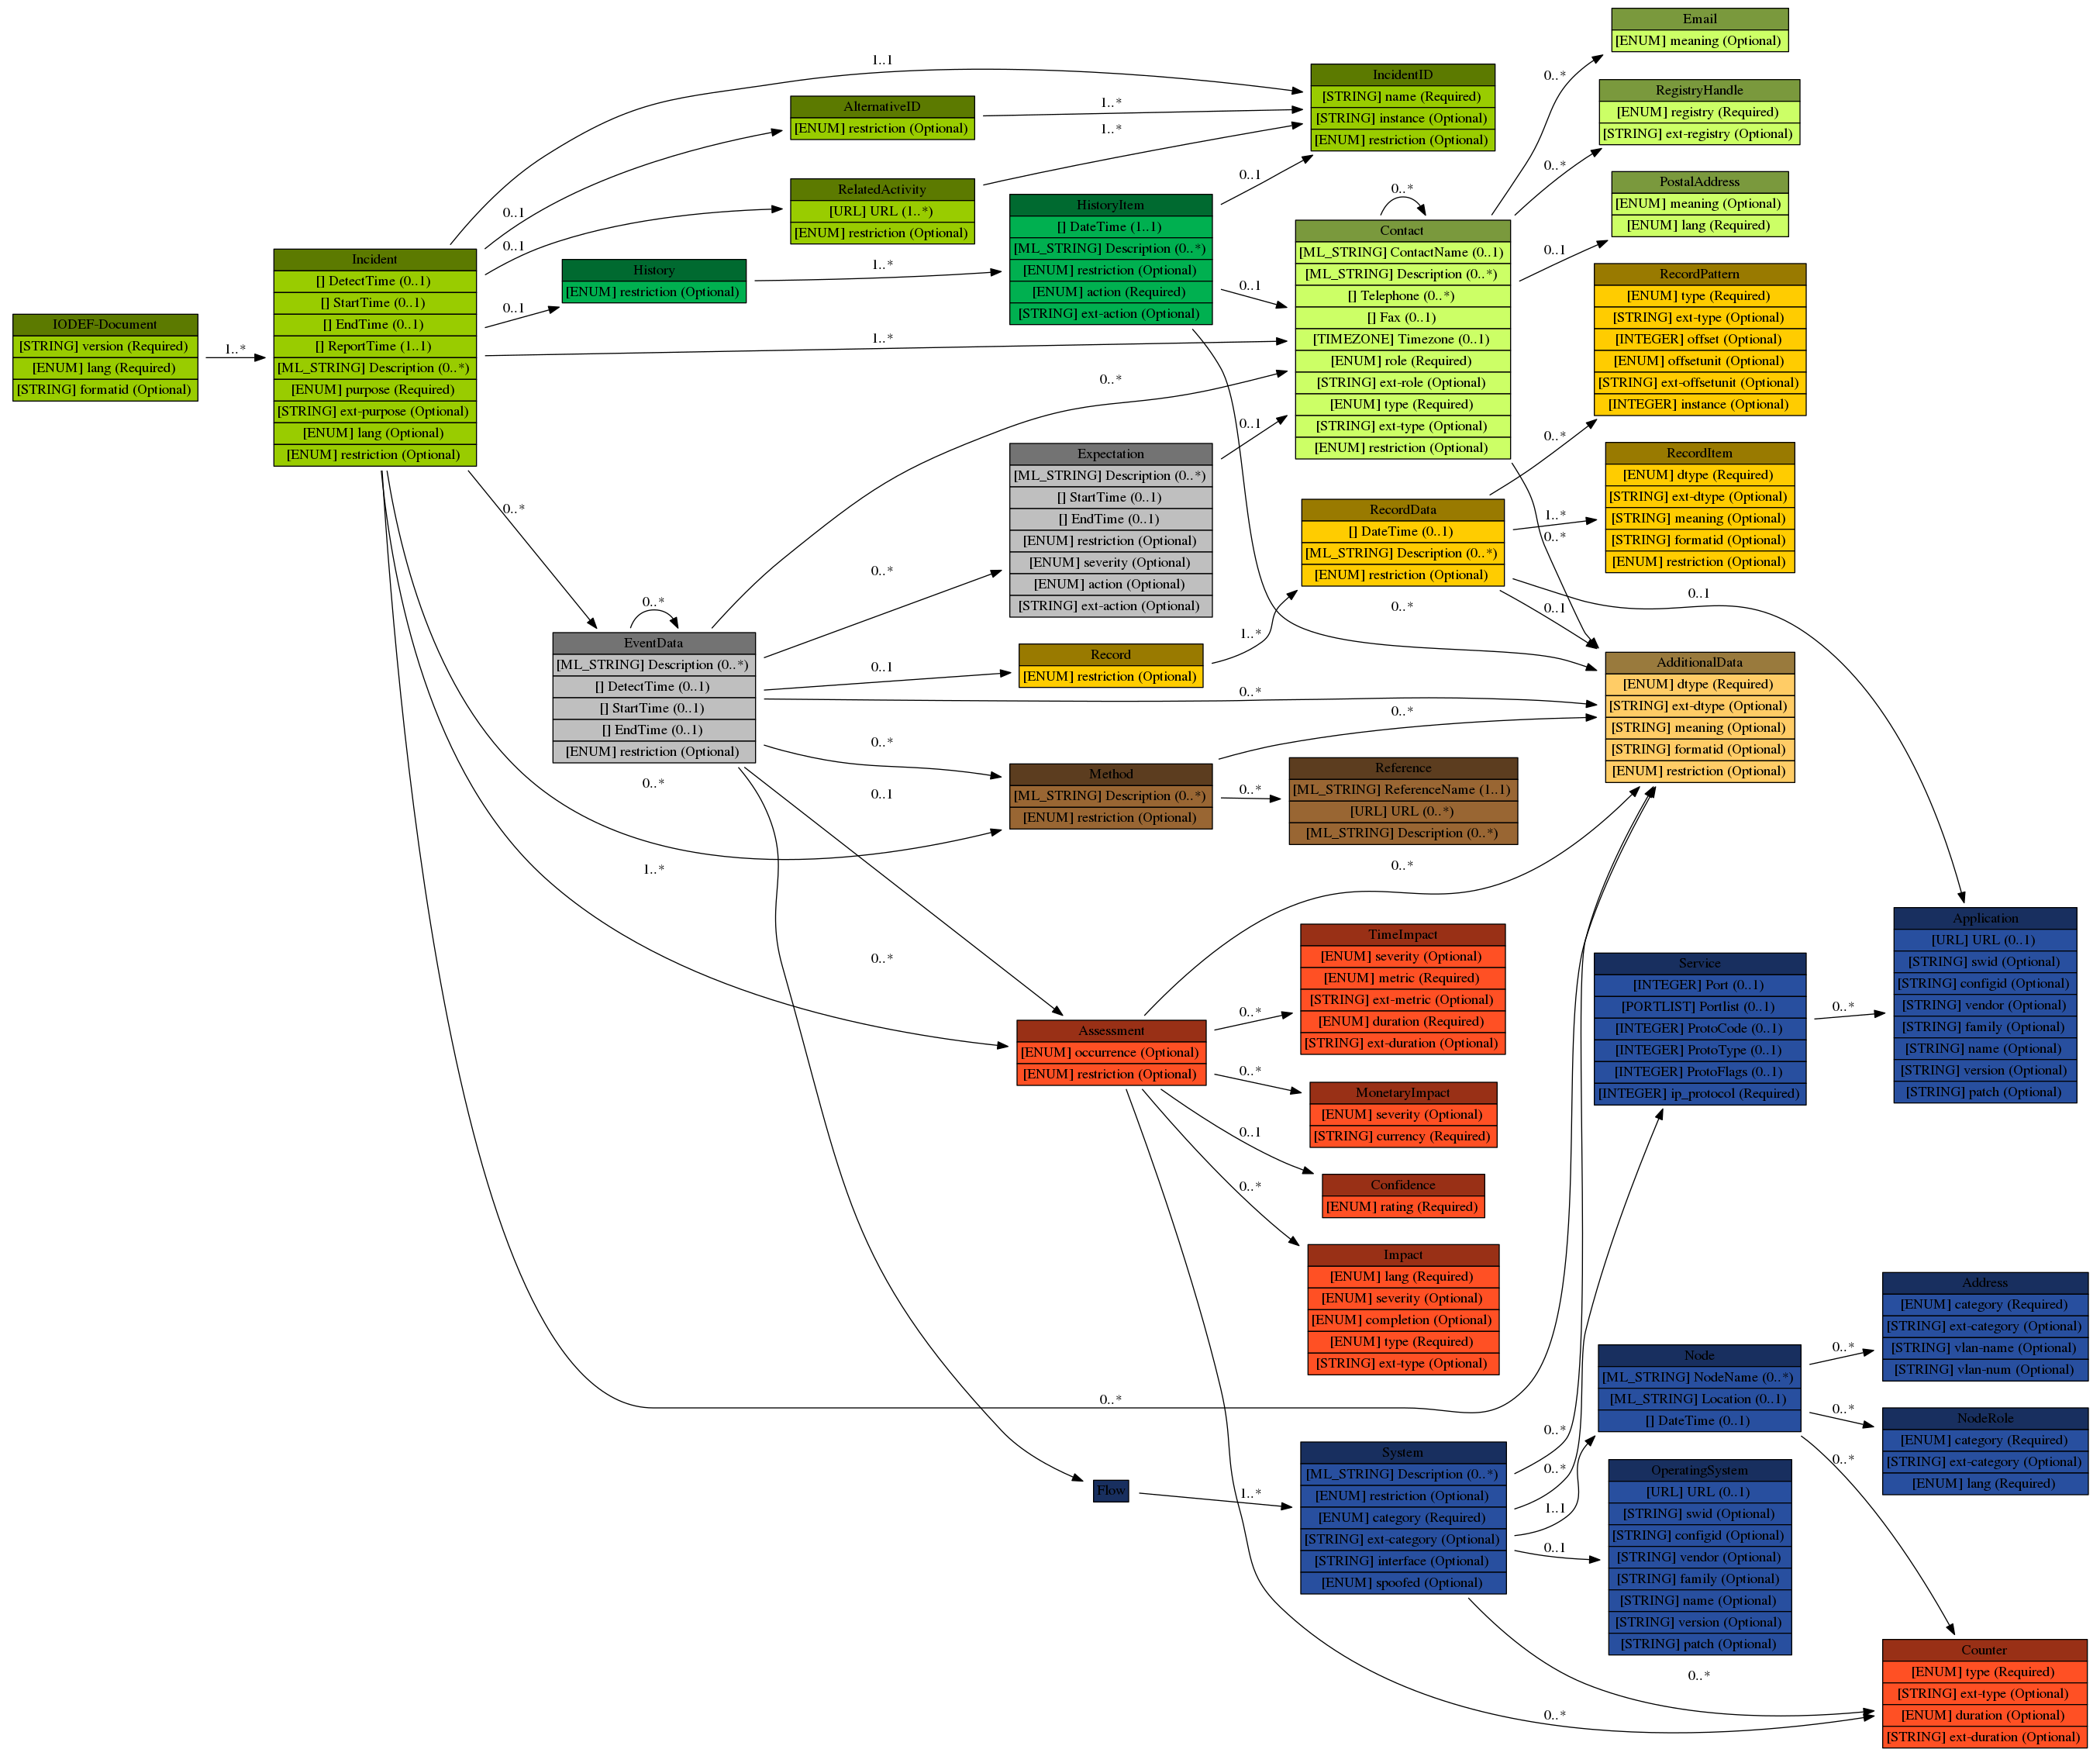 IODEF-Document
[STRING] version (Required)
[ENUM] lang (Required)
[STRING] formatid (Optional)
1..*
Incident
[] DetectTime (0..1)
[] StartTime (0..1)
[] EndTime (0..1)
[] ReportTime (1..1)
[ML_STRING] Description (0..*)
[ENUM] purpose (Required)
[STRING] ext-purpose (Optional)
[ENUM] lang (Optional)
[ENUM] restriction (Optional)
1..1
0..1
0..1
0..1
1..*
0..*
0..*
1..*
0..*
AlternativeID
[ENUM] restriction (Optional)
1..*
RelatedActivity
[URL] URL (1..*)
[ENUM] restriction (Optional)
1..*
History
[ENUM] restriction (Optional)
1..*
HistoryItem
[] DateTime (1..1)
[ML_STRING] Description (0..*)
[ENUM] restriction (Optional)
[ENUM] action (Required)
[STRING] ext-action (Optional)
0..1
0..1
0..*
IncidentID
[STRING] name (Required)
[STRING] instance (Optional)
[ENUM] restriction (Optional)
0..*
Contact
[ML_STRING] ContactName (0..1)
[ML_STRING] Description (0..*)
[] Telephone (0..*)
[] Fax (0..1)
[TIMEZONE] Timezone (0..1)
[ENUM] role (Required)
[STRING] ext-role (Optional)
[ENUM] type (Required)
[STRING] ext-type (Optional)
[ENUM] restriction (Optional)
0..*
0..*
0..1
0..*
Email
[ENUM] meaning (Optional)
RegistryHandle
[ENUM] registry (Required)
[STRING] ext-registry (Optional)
PostalAddress
[ENUM] meaning (Optional)
[ENUM] lang (Required)
0..*
EventData
[ML_STRING] Description (0..*)
[] DetectTime (0..1)
[] StartTime (0..1)
[] EndTime (0..1)
[ENUM] restriction (Optional)
0..*
0..*
0..1
0..*
0..*
0..1
0..*
Expectation
[ML_STRING] Description (0..*)
[] StartTime (0..1)
[] EndTime (0..1)
[ENUM] restriction (Optional)
[ENUM] severity (Optional)
[ENUM] action (Optional)
[STRING] ext-action (Optional)
0..1
Record
[ENUM] restriction (Optional)
1..*
RecordData
[] DateTime (0..1)
[ML_STRING] Description (0..*)
[ENUM] restriction (Optional)
0..*
1..*
0..1
0..1
RecordPattern
[ENUM] type (Required)
[STRING] ext-type (Optional)
[INTEGER] offset (Optional)
[ENUM] offsetunit (Optional)
[STRING] ext-offsetunit (Optional)
[INTEGER] instance (Optional)
RecordItem
[ENUM] dtype (Required)
[STRING] ext-dtype (Optional)
[STRING] meaning (Optional)
[STRING] formatid (Optional)
[ENUM] restriction (Optional)
AdditionalData
[ENUM] dtype (Required)
[STRING] ext-dtype (Optional)
[STRING] meaning (Optional)
[STRING] formatid (Optional)
[ENUM] restriction (Optional)
Method
[ML_STRING] Description (0..*)
[ENUM] restriction (Optional)
0..*
0..*
Reference
[ML_STRING] ReferenceName (1..1)
[URL] URL (0..*)
[ML_STRING] Description (0..*)
Assessment
[ENUM] occurrence (Optional)
[ENUM] restriction (Optional)
0..*
0..*
0..*
0..1
0..*
0..*
TimeImpact
[ENUM] severity (Optional)
[ENUM] metric (Required)
[STRING] ext-metric (Optional)
[ENUM] duration (Required)
[STRING] ext-duration (Optional)
MonetaryImpact
[ENUM] severity (Optional)
[STRING] currency (Required)
Confidence
[ENUM] rating (Required)
Impact
[ENUM] lang (Required)
[ENUM] severity (Optional)
[ENUM] completion (Optional)
[ENUM] type (Required)
[STRING] ext-type (Optional)
Flow
1..*
System
[ML_STRING] Description (0..*)
[ENUM] restriction (Optional)
[ENUM] category (Required)
[STRING] ext-category (Optional)
[STRING] interface (Optional)
[ENUM] spoofed (Optional)
0..*
0..*
1..1
0..1
0..*
Service
[INTEGER] Port (0..1)
[PORTLIST] Portlist (0..1)
[INTEGER] ProtoCode (0..1)
[INTEGER] ProtoType (0..1)
[INTEGER] ProtoFlags (0..1)
[INTEGER] ip_protocol (Required)
0..*
Application
[URL] URL (0..1)
[STRING] swid (Optional)
[STRING] configid (Optional)
[STRING] vendor (Optional)
[STRING] family (Optional)
[STRING] name (Optional)
[STRING] version (Optional)
[STRING] patch (Optional)
Node
[ML_STRING] NodeName (0..*)
[ML_STRING] Location (0..1)
[] DateTime (0..1)
0..*
0..*
0..*
Address
[ENUM] category (Required)
[STRING] ext-category (Optional)
[STRING] vlan-name (Optional)
[STRING] vlan-num (Optional)
NodeRole
[ENUM] category (Required)
[STRING] ext-category (Optional)
[ENUM] lang (Required)
OperatingSystem
[URL] URL (0..1)
[STRING] swid (Optional)
[STRING] configid (Optional)
[STRING] vendor (Optional)
[STRING] family (Optional)
[STRING] name (Optional)
[STRING] version (Optional)
[STRING] patch (Optional)
Counter
[ENUM] type (Required)
[STRING] ext-type (Optional)
[ENUM] duration (Optional)
[STRING] ext-duration (Optional)